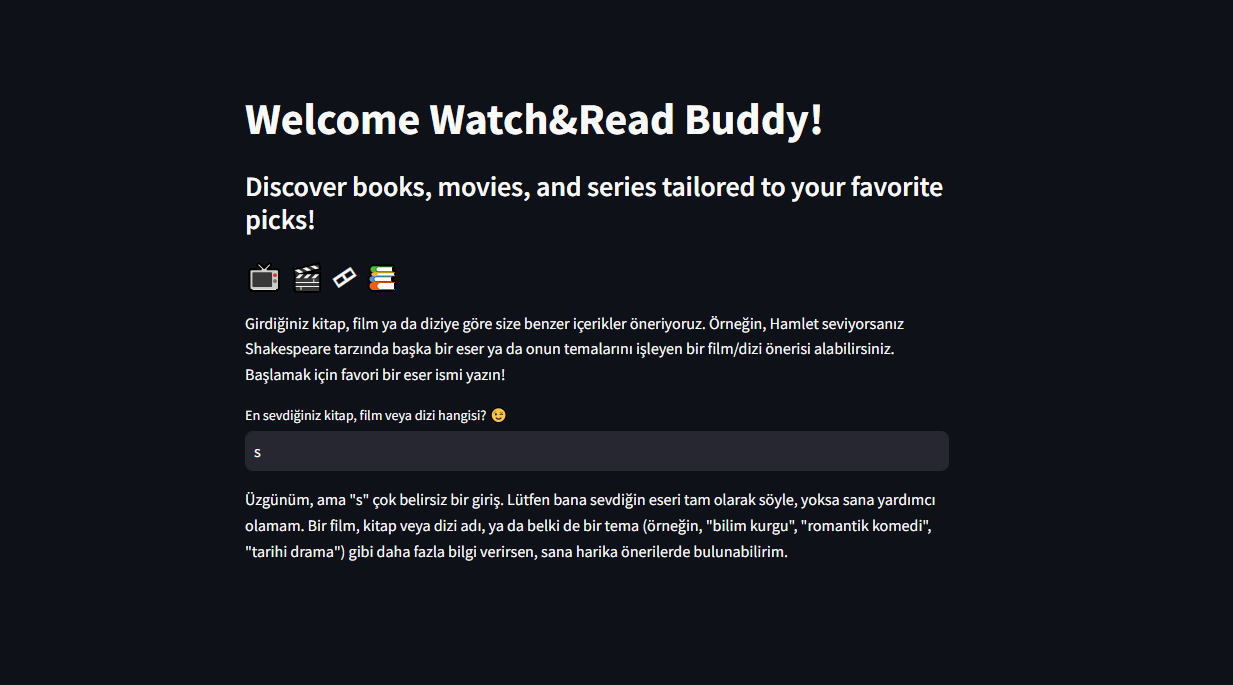 Welcome Watch&Read Buddy!
Discover books, movies, and series tailored to your favorite
picks!
Girdiğiniz kitap, film ya da diziye göre size benzer içerikler öneriyoruz. Örneğin, Hamlet seviyorsanız
Shakespeare tarzında başka bir eser ya da onun temalarını işleyen bir film/dizi önerisi alabilirsiniz.
Başlamak için favori bir eser ismi yazın!
En sevdiğiniz kitap, film veya dizi hangisi? 😉
s
Üzgünüm, ama "s" çok belirsiz bir giriş. Lütfen bana sevdiğin eseri tam olarak söyle, yoksa sana yardımcı
olamam. Bir film, kitap veya dizi adı, ya da belki de bir tema (örneğin, "bilim kurgu", "romantik komedi",
"tarihi drama") gibi daha fazla bilgi verirsen, sana harika önerilerde bulunabilirim.